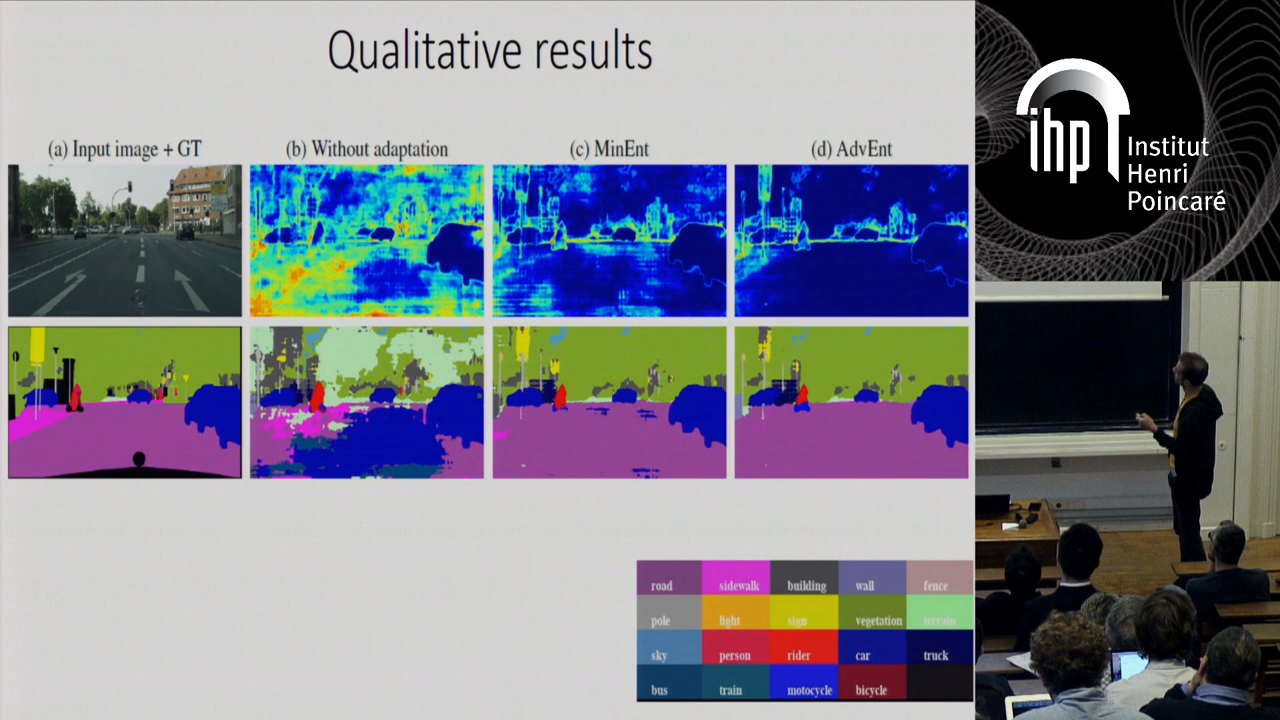 Qualitative results
(a) Input image + GT
(b) Without adaptation
(c) MinEnt
(d) AdvEnt
road sidewalk building wall fence
pole light sign vegetation terrain
sky person rider car truck
bus train motocycle bicycle
ihp
Institut
Henri
Poincaré